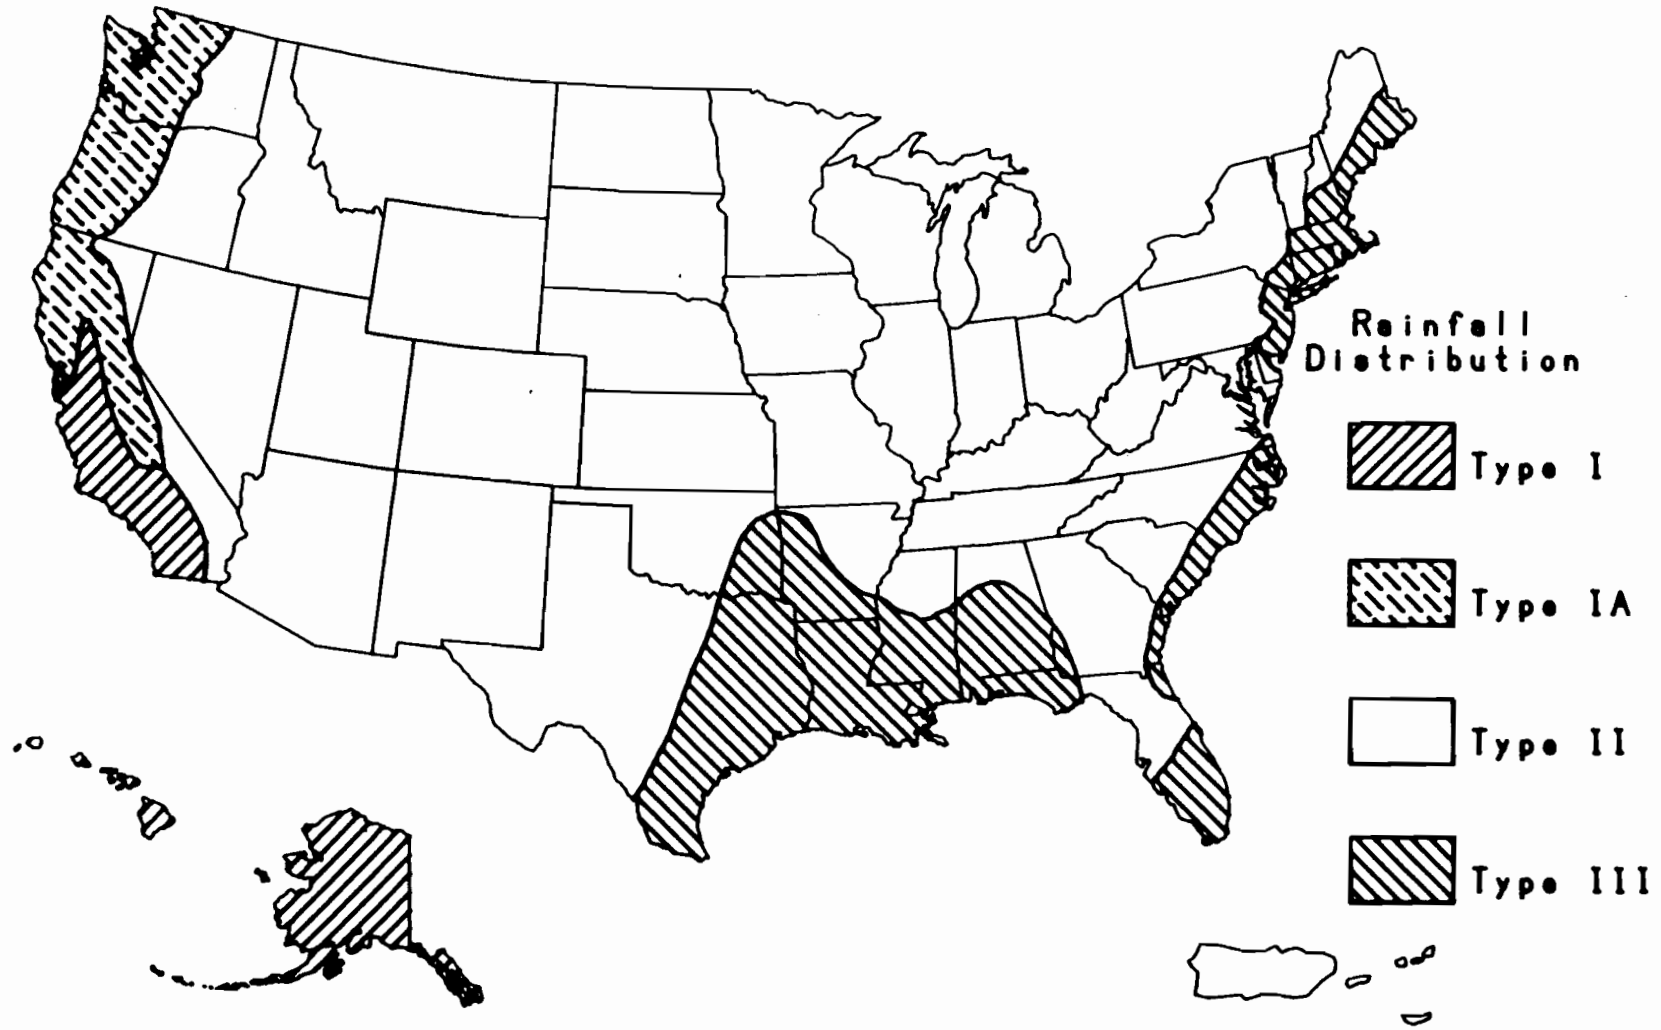 Rainfall
Distribution
Type I
Type IA
Type II
Type III